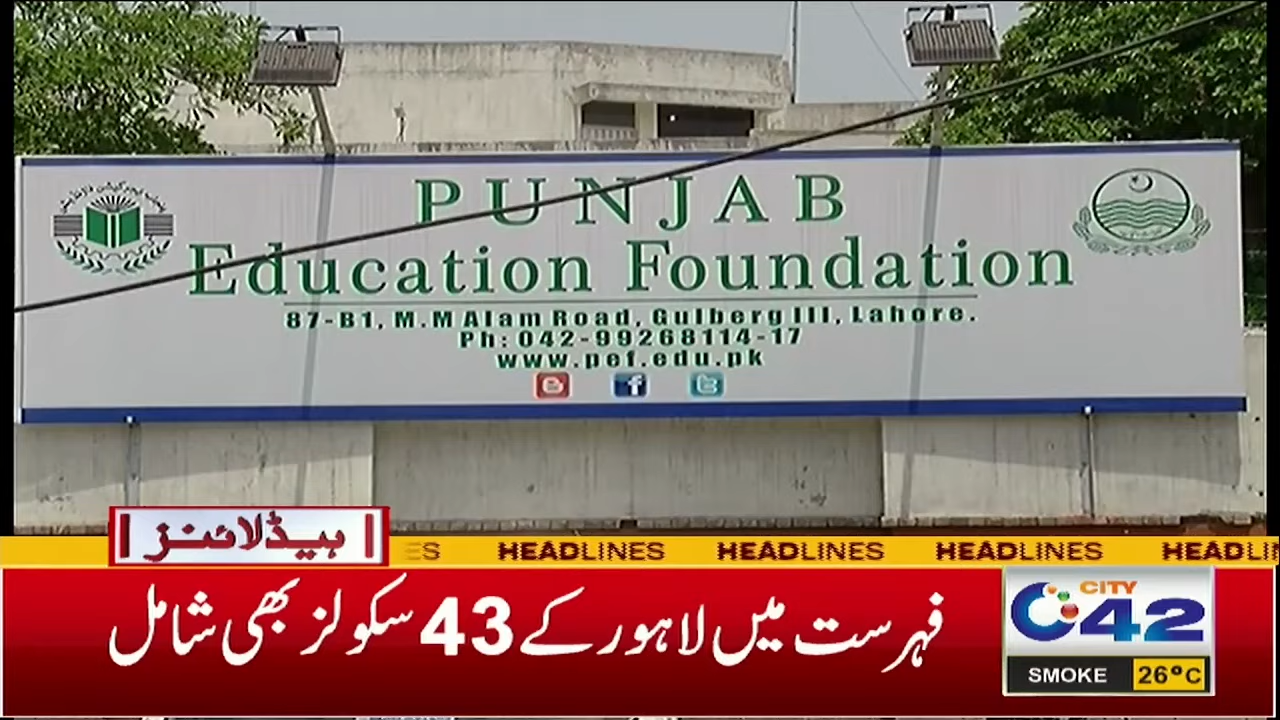 PUNJAB
Education Foundation
87-B1, M.M Alam Road, Gulberg III, Lahore.
Ph: 042-99268114-17
www.pef.edu.pk
ہیڈلائنز
ES HEADLINES HEADLINES HEADLINES HEADLI
فہرست میں لاہور کے 43 سکولز بھی شامل
CITY
42
SMOKE 26°C